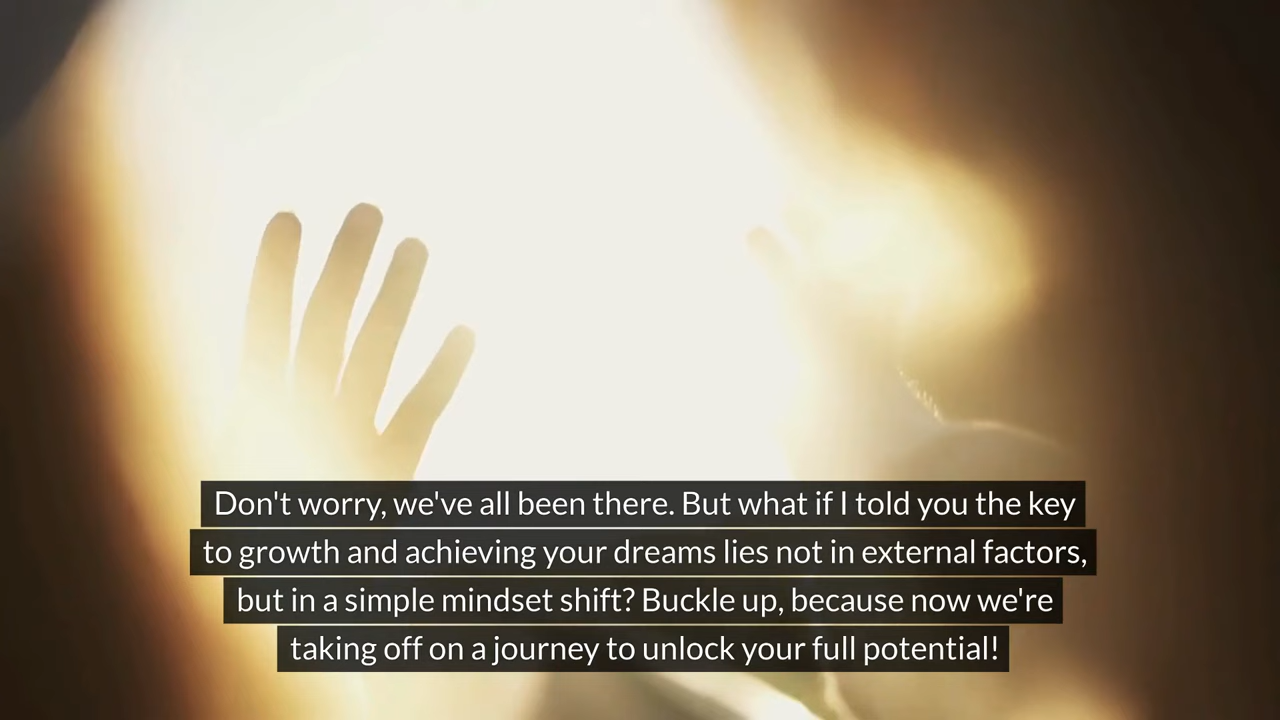 Don't worry, we've all been there. But what if I told you the key
to growth and achieving your dreams lies not in external factors,
but in a simple mindset shift? Buckle up, because now we're
taking off on a journey to unlock your full potential!